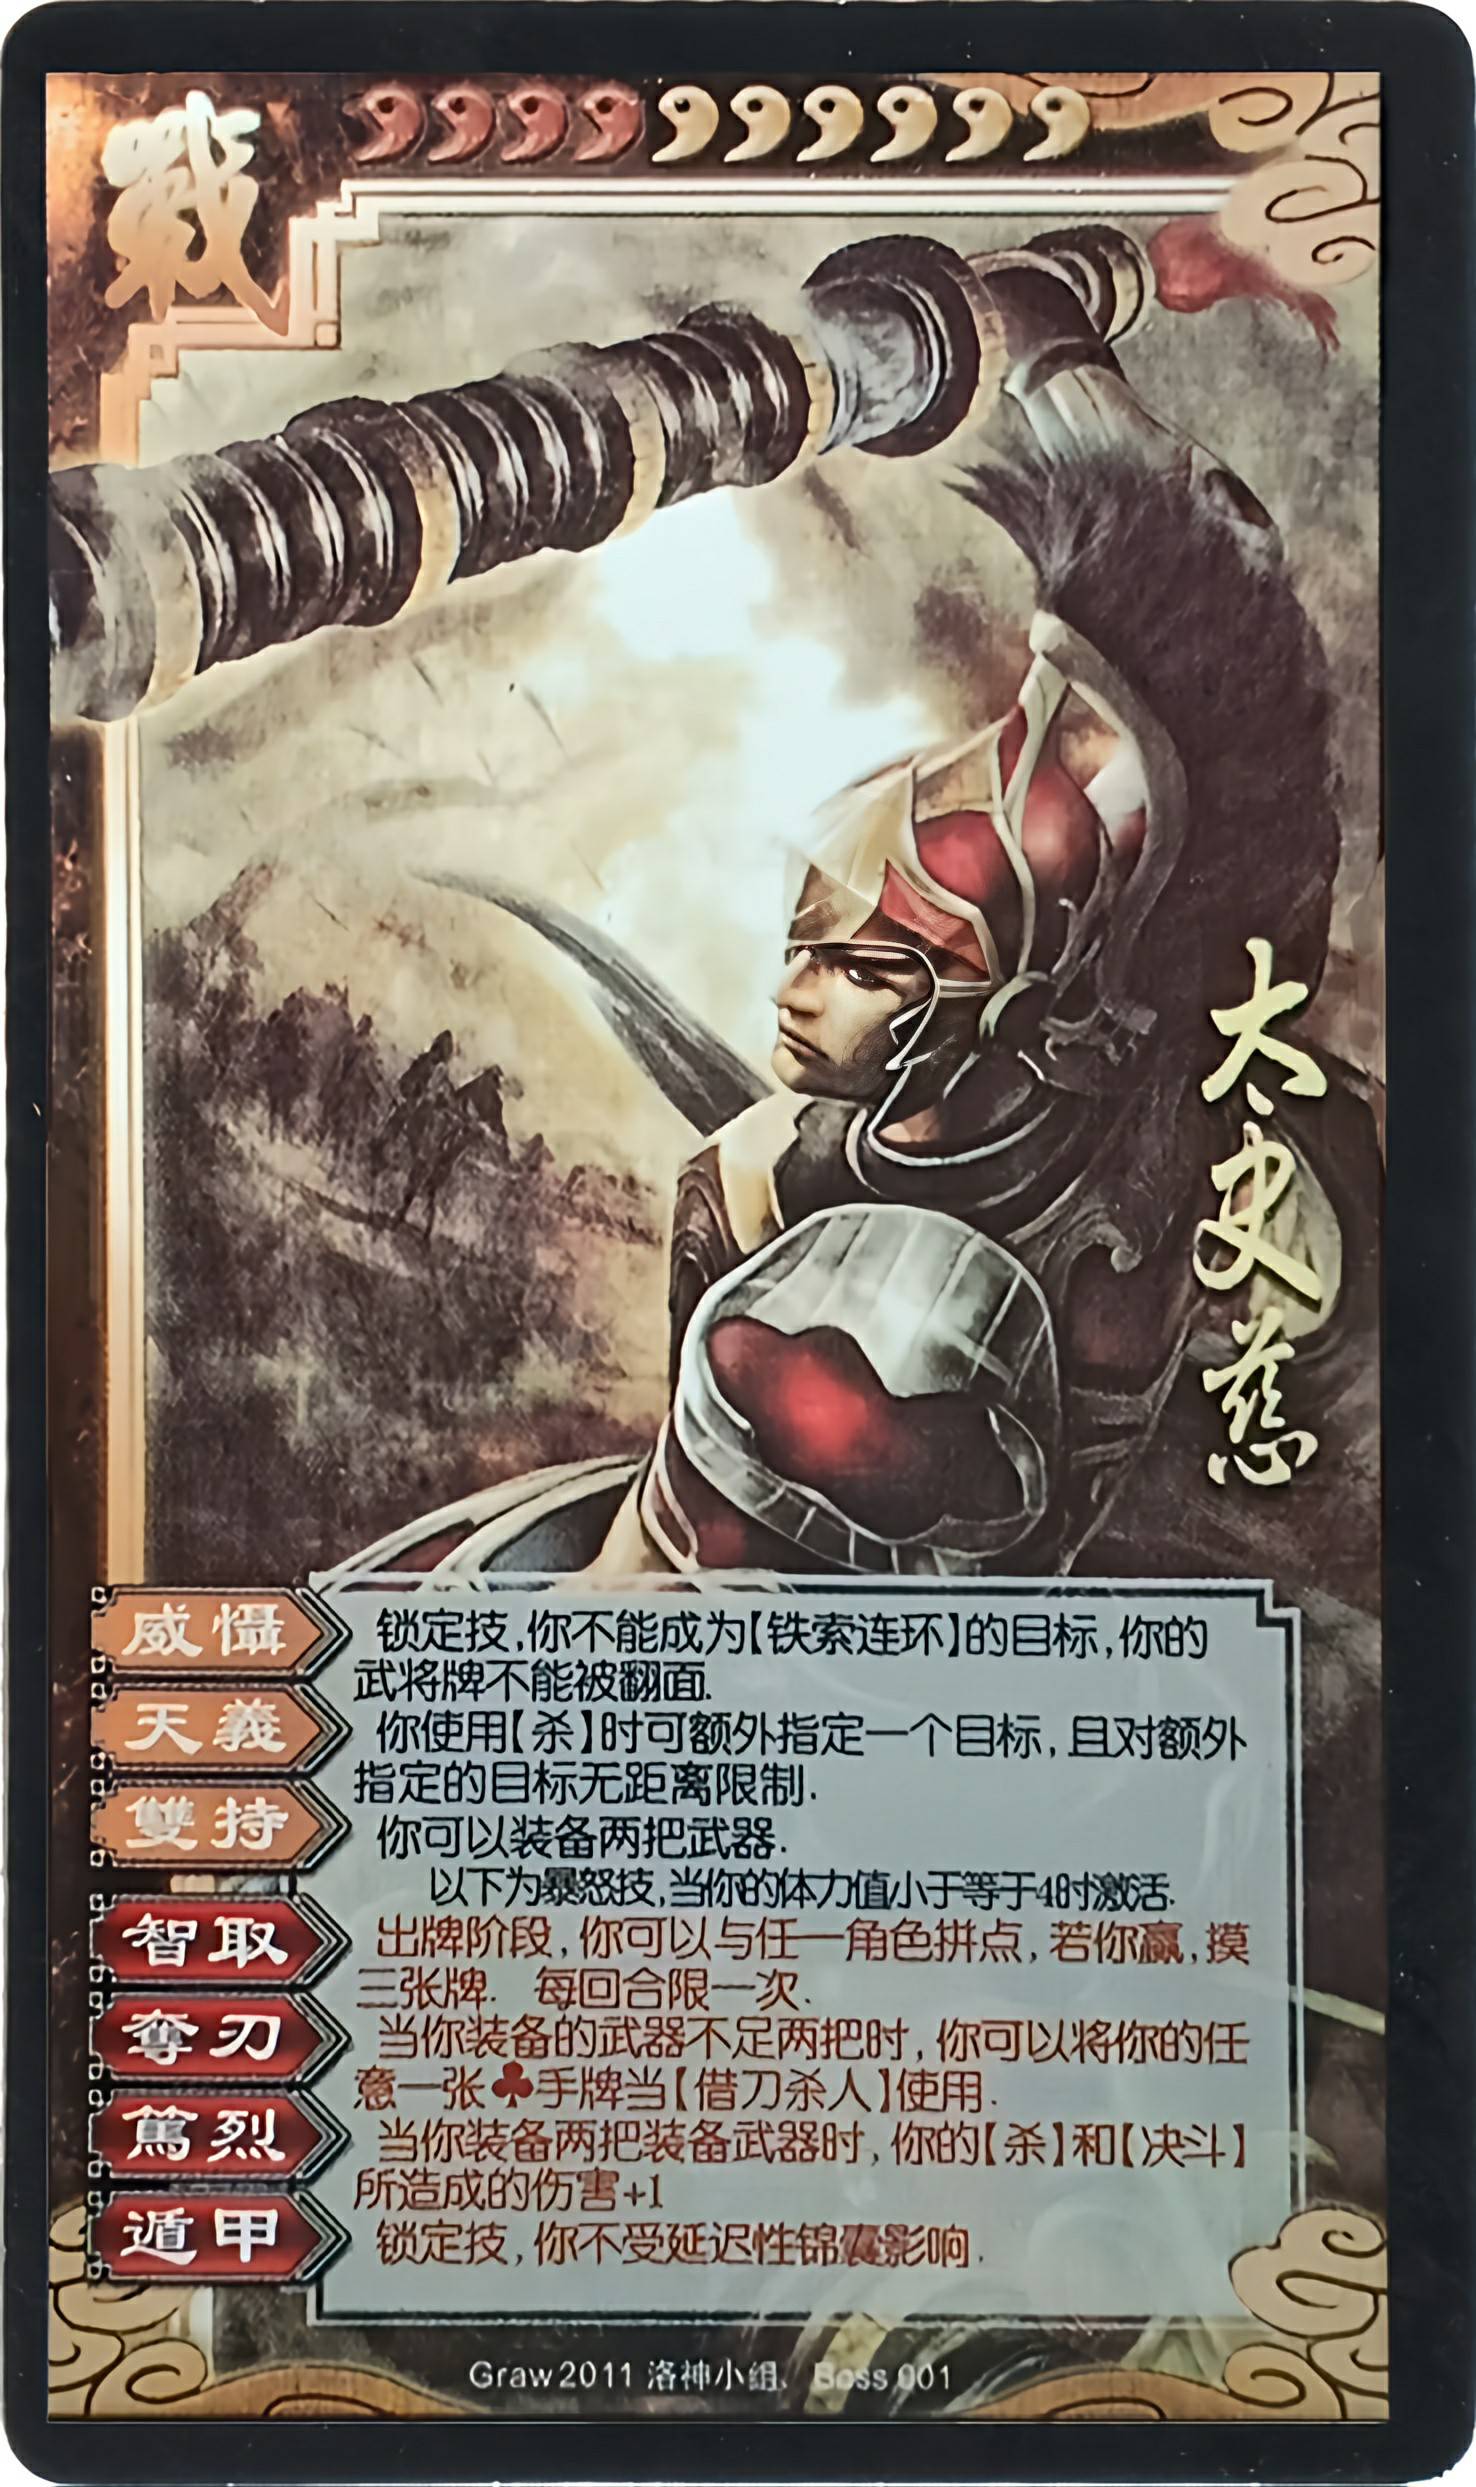 戰
太史慈
威懾
锁定技,你不能成为【铁索连环】的目标,你的
武将牌不能被翻面.
天義
你使用【杀】时可额外指定一个目标,且对额外
指定的目标无距离限制.
雙持
你可以装备两把武器.
以下为暴怒技,当你的体力值小于等于4时激活.
智取
出牌阶段,你可以与任一角色拼点,若你赢,摸
三张牌. 每回合限一次.
奪刃
当你装备的武器不足两把时,你可以将你的任
意一张♣手牌当【借刀杀人】使用.
篤烈
当你装备两把装备武器时,你的【杀】和【决斗】
所造成的伤害+1
遁甲
锁定技,你不受延迟性锦囊影响.
Graw 2011 洛神小组. Boss 001